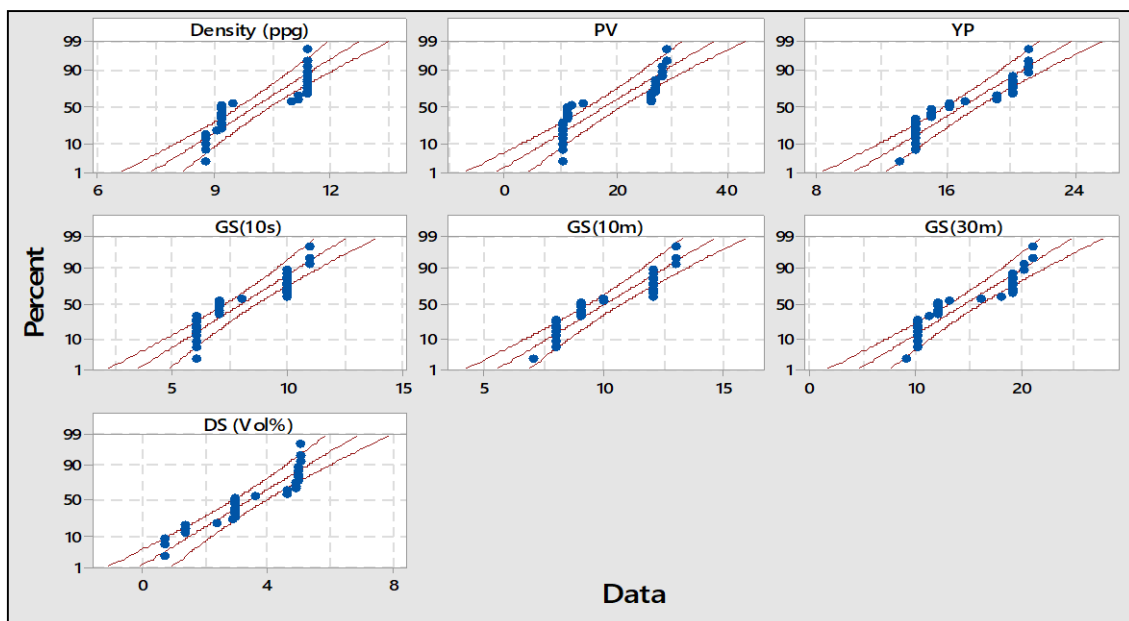 Density (ppg) PV YP
99 99 99
90 90 90
50 50 50
10 10 10
1 1 1
6 9 12 0 20 40 8 16 24
GS(10s) GS(10m) GS(30m)
99 99 99
90 90 90
50 50 50
10 10 10
1 1 1
5 10 15 5 10 15 0 10 20
Percent
DS (Vol%)
99
90
50
10
1
0 4 8
Data